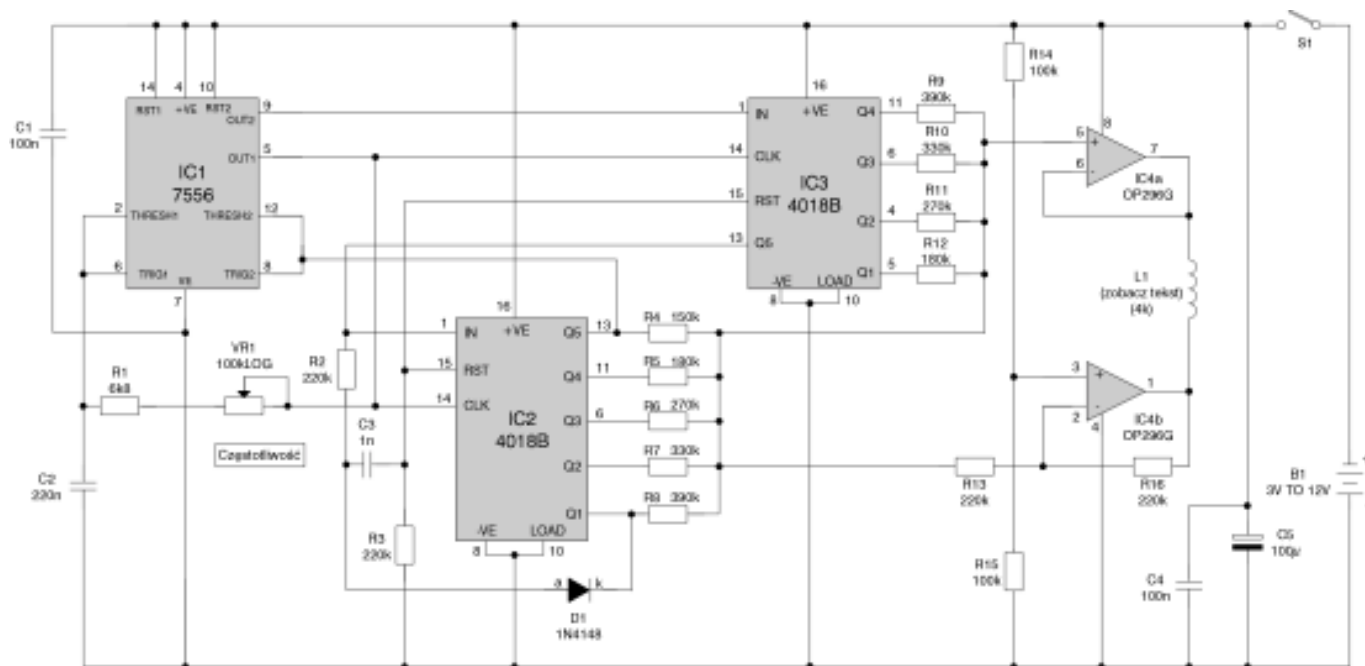 S1
R14
100k
14
4
10
RST1
+VE
RST2
OUT2
9
C1
100n
IC1
7556
OUT1
5
2
THRESH1
THRESH2
12
6
TRIG1
TRIG2
8
7
16
+VE
1
IN
Q4
11
R9
390k
14
CLK
Q3
6
R10
330k
IC3
4018B
15
RST
Q2
4
R11
270k
13
Q5
Q1
5
R12
180k
-VE
LOAD
8
10
5
+
6
-
8
7
IC4a
OP296G
L1
(zobacz tekst)
(4k)
16
+VE
1
IN
Q5
13
R4
150k
15
RST
Q4
11
R5
180k
14
CLK
Q3
6
R6
270k
IC2
4018B
Q2
R7
330k
Q1
R8
390k
-VE
LOAD
8
10
R2
220k
VR1
100kLOG
R1
6k8
Częstotliwość
C3
1n
C2
220n
R3
220k
a
k
D1
1N4148
3
+
2
-
4
1
IC4b
OP296G
R13
220k
R16
220k
B1
3V TO 12V
+
R15
100k
C4
100n
C5
100µ